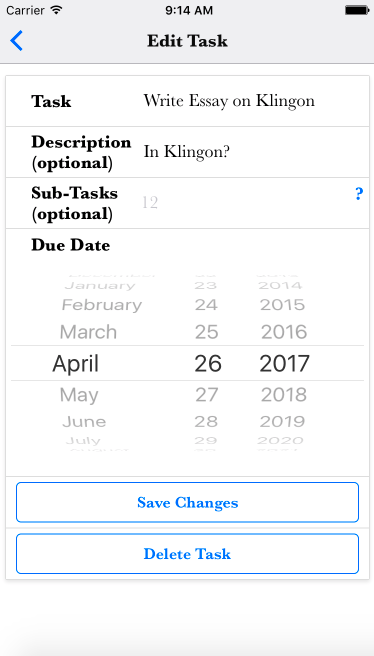 Carrier 9:14 AM
Edit Task
Task Write Essay on Klingon
Description
(optional) In Klingon?
Sub-Tasks
(optional) 12 ?
Due Date
January 23 2014
February 24 2015
March 25 2016
April 26 2017
May 27 2018
June 28 2019
July 29 2020
Save Changes
Delete Task